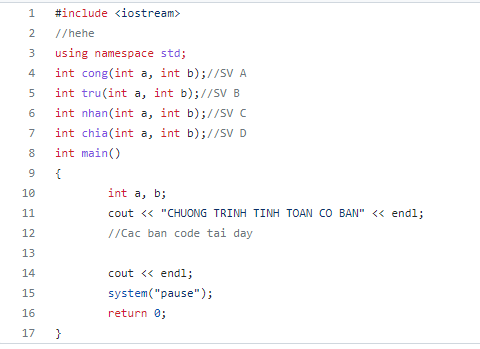 1 #include <iostream>
2 //hehe
3 using namespace std;
4 int cong(int a, int b);//SV A
5 int tru(int a, int b);//SV B
6 int nhan(int a, int b);//SV C
7 int chia(int a, int b);//SV D
8 int main()
9 {
10 int a, b;
11 cout << "CHUONG TRINH TINH TOAN CO BAN" << endl;
12 //Cac ban code tai day
13
14 cout << endl;
15 system("pause");
16 return 0;
17 }